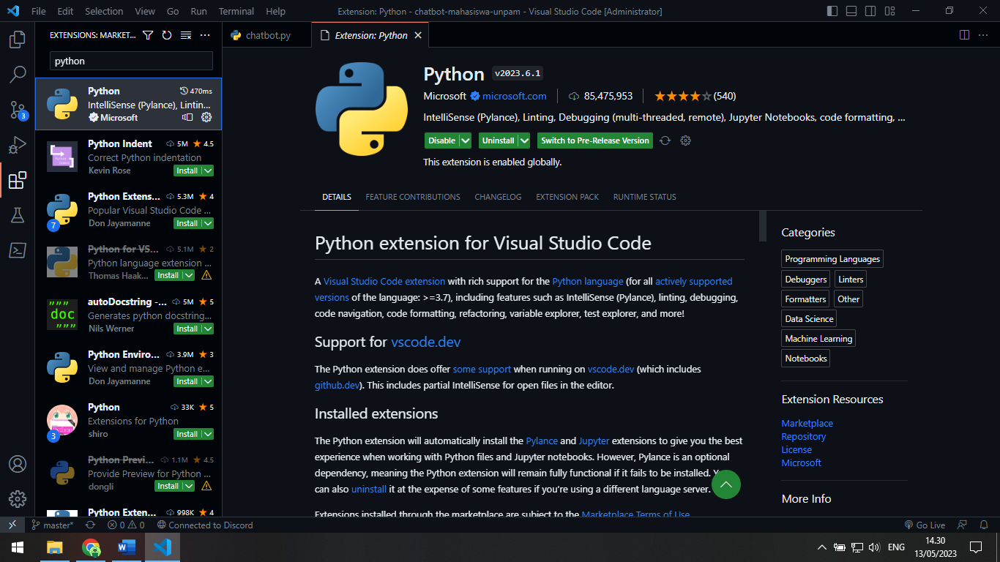 File Edit Selection View Go Run Terminal Help
Extension: Python - chatbot-mahasiswa-unpam - Visual Studio Code [Administrator]
EXTENSIONS: MARKET...
python
Python 470ms
IntelliSense (Pylance), Lintin...
Microsoft
Python Indent 5M 4.5
Correct Python indentation
Kevin Rose Install
Python Extens... 5.3M 4
Popular Visual Studio Code ...
Don Jayamanne Install
7
Python for VS... 5.1M 2
Python language extension ...
Thomas Haak... Install
autoDocstring -... 5M 5
Generates python docstring...
Nils Werner Install
""" doc """
Python Enviro... 3.9M 3
View and manage Python e...
Don Jayamanne Install
Python 33K 5
Extensions for Python
shiro Install
3
Python Previ... 1.1M 4.5
Provide Preview for Python ...
dongli Install
Python Exten... 998K 4
3
chatbot.py
Extension: Python
Python v2023.6.1
Microsoft microsoft.com 85,475,953 (540)
IntelliSense (Pylance), Linting, Debugging (multi-threaded, remote), Jupyter Notebooks, code formatting, ...
Disable Uninstall Switch to Pre-Release Version
This extension is enabled globally.
DETAILS FEATURE CONTRIBUTIONS CHANGELOG EXTENSION PACK RUNTIME STATUS
Python extension for Visual Studio Code
A Visual Studio Code extension with rich support for the Python language (for all actively supported
versions of the language: >=3.7), including features such as IntelliSense (Pylance), linting, debugging,
code navigation, code formatting, refactoring, variable explorer, test explorer, and more!
Support for vscode.dev
The Python extension does offer some support when running on vscode.dev (which includes
github.dev). This includes partial IntelliSense for open files in the editor.
Installed extensions
The Python extension will automatically install the Pylance and Jupyter extensions to give you the best
experience when working with Python files and Jupyter notebooks. However, Pylance is an optional
dependency, meaning the Python extension will remain fully functional if it fails to be installed.
can also uninstall it at the expense of some features if you're using a different language server.
Extensions installed through the marketplace are subject to the Marketplace Terms of Use
Categories
Programming Languages
Debuggers Linters
Formatters Other
Data Science
Machine Learning
Notebooks
Extension Resources
Marketplace
Repository
License
Microsoft
More Info
master* 0 0 Connected to Discord Go Live
ENG
14.30
13/05/2023